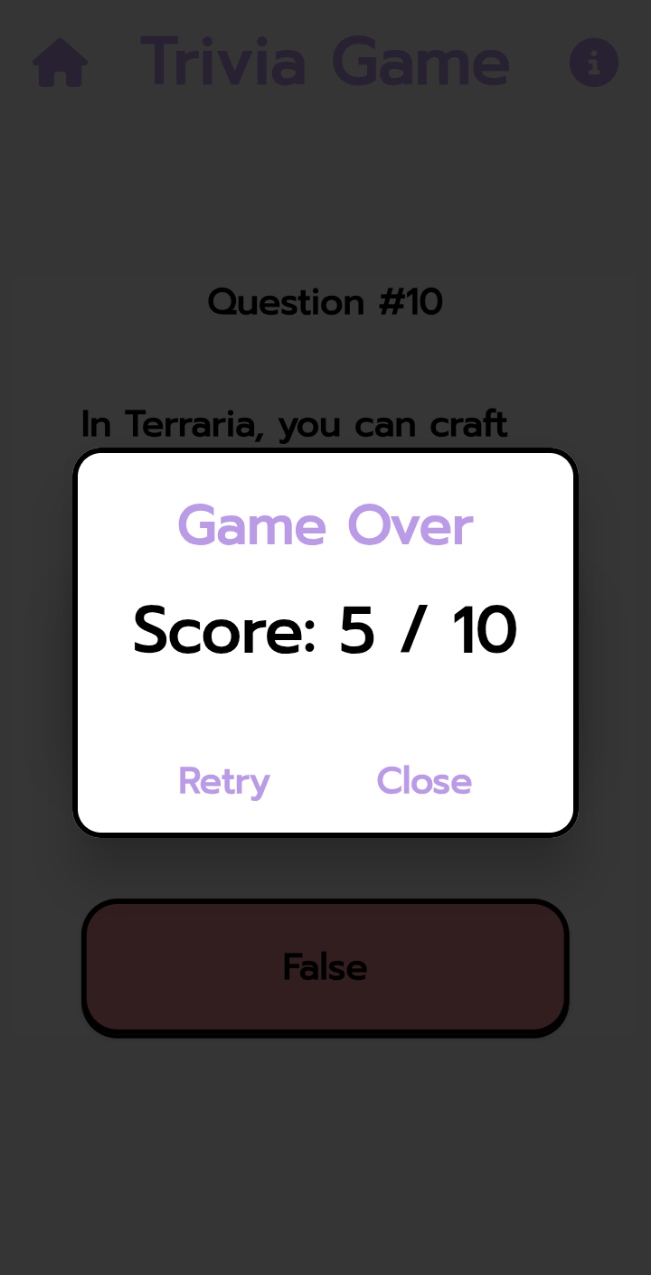 Trivia Game
Question #10
In Terraria, you can craft
Game Over
Score: 5 / 10
Retry Close
False